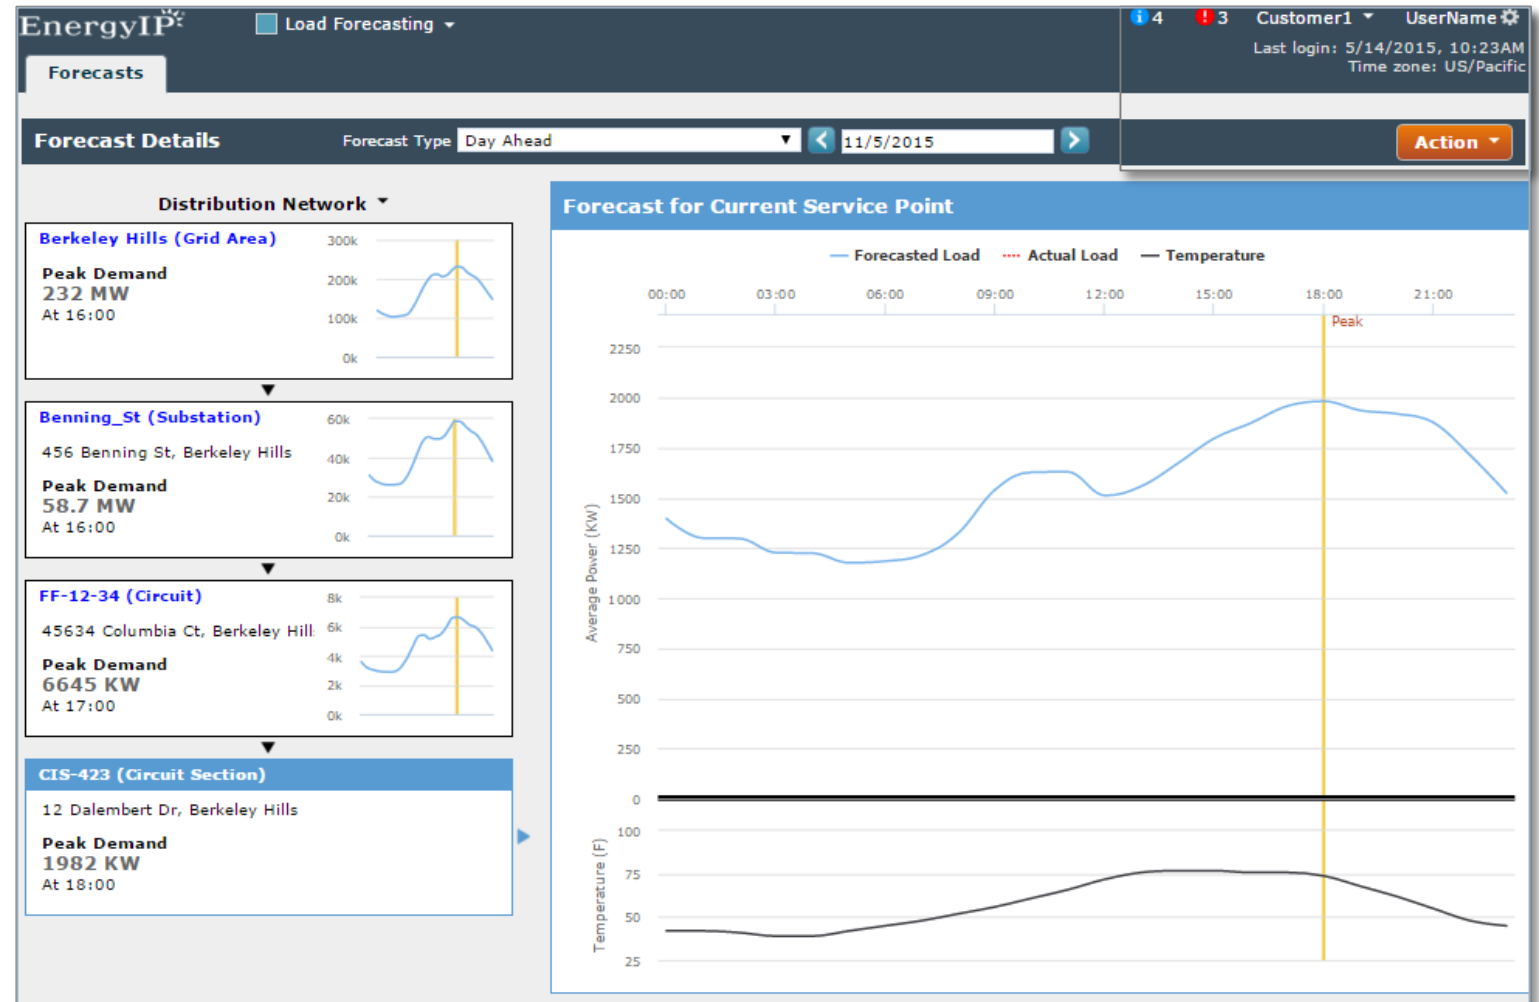 EnergyIP
Load Forecasting
4
3
Customer1
UserName
Last login: 5/14/2015, 10:23AM
Time zone: US/Pacific
Forecasts
Forecast Details
Forecast Type
Day Ahead
11/5/2015
Action
Distribution Network
Berkeley Hills (Grid Area)
Peak Demand
232 MW
At 16:00
300k
200k
100k
0k
Benning_St (Substation)
456 Benning St, Berkeley Hills
Peak Demand
58.7 MW
At 16:00
60k
40k
20k
0k
FF-12-34 (Circuit)
45634 Columbia Ct, Berkeley Hill
Peak Demand
6645 KW
At 17:00
8k
6k
4k
2k
0k
CIS-423 (Circuit Section)
12 Dalembert Dr, Berkeley Hills
Peak Demand
1982 KW
At 18:00
Forecast for Current Service Point
Forecasted Load
Actual Load
Temperature
00:00 03:00 06:00 09:00 12:00 15:00 18:00 21:00
Peak
Average Power (KW)
2250
2000
1750
1500
1250
1000
750
500
250
0
Temperature (F)
100
75
50
25